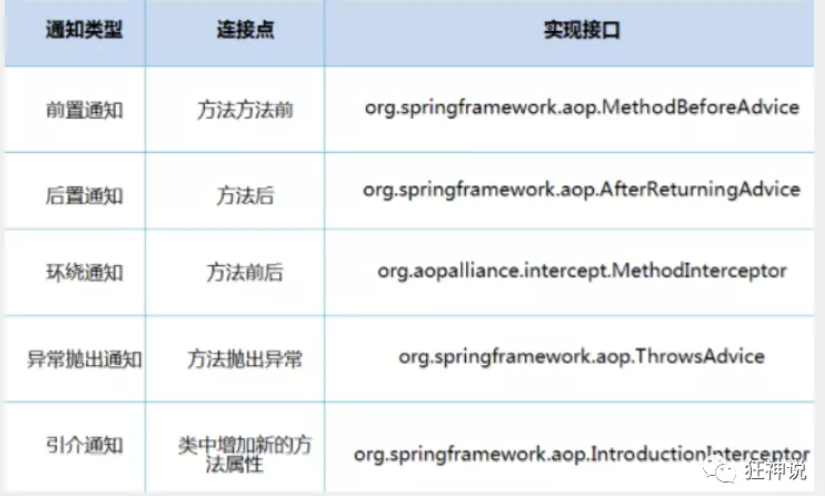 通知类型 连接点 实现接口
前置通知 方法方法前 org.springframework.aop.MethodBeforeAdvice
后置通知 方法后 org.springframework.aop.AfterReturningAdvice
环绕通知 方法前后 org.aopalliance.intercept.MethodInterceptor
异常抛出通知 方法抛出异常 org.springframework.aop.ThrowsAdvice
引介通知 类中增加新的方
法属性 org.springframework.aop.IntroductionInterceptor
狂神说